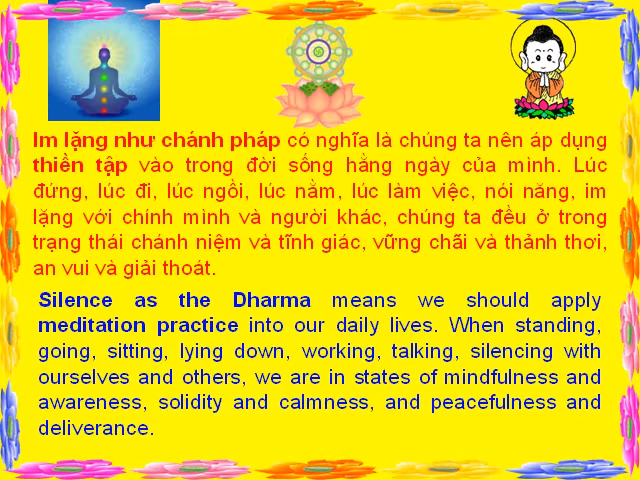 Im lặng như chánh pháp có nghĩa là chúng ta nên áp dụng
thiền tập vào trong đời sống hằng ngày của mình. Lúc
đứng, lúc đi, lúc ngồi, lúc nằm, lúc làm việc, nói năng, im
lặng với chính mình và người khác, chúng ta đều ở trong
trạng thái chánh niệm và tĩnh giác, vững chãi và thảnh thơi,
an vui và giải thoát.
Silence as the Dharma means we should apply
meditation practice into our daily lives. When standing,
going, sitting, lying down, working, talking, silencing with
ourselves and others, we are in states of mindfulness and
awareness, solidity and calmness, and peacefulness and
deliverance.